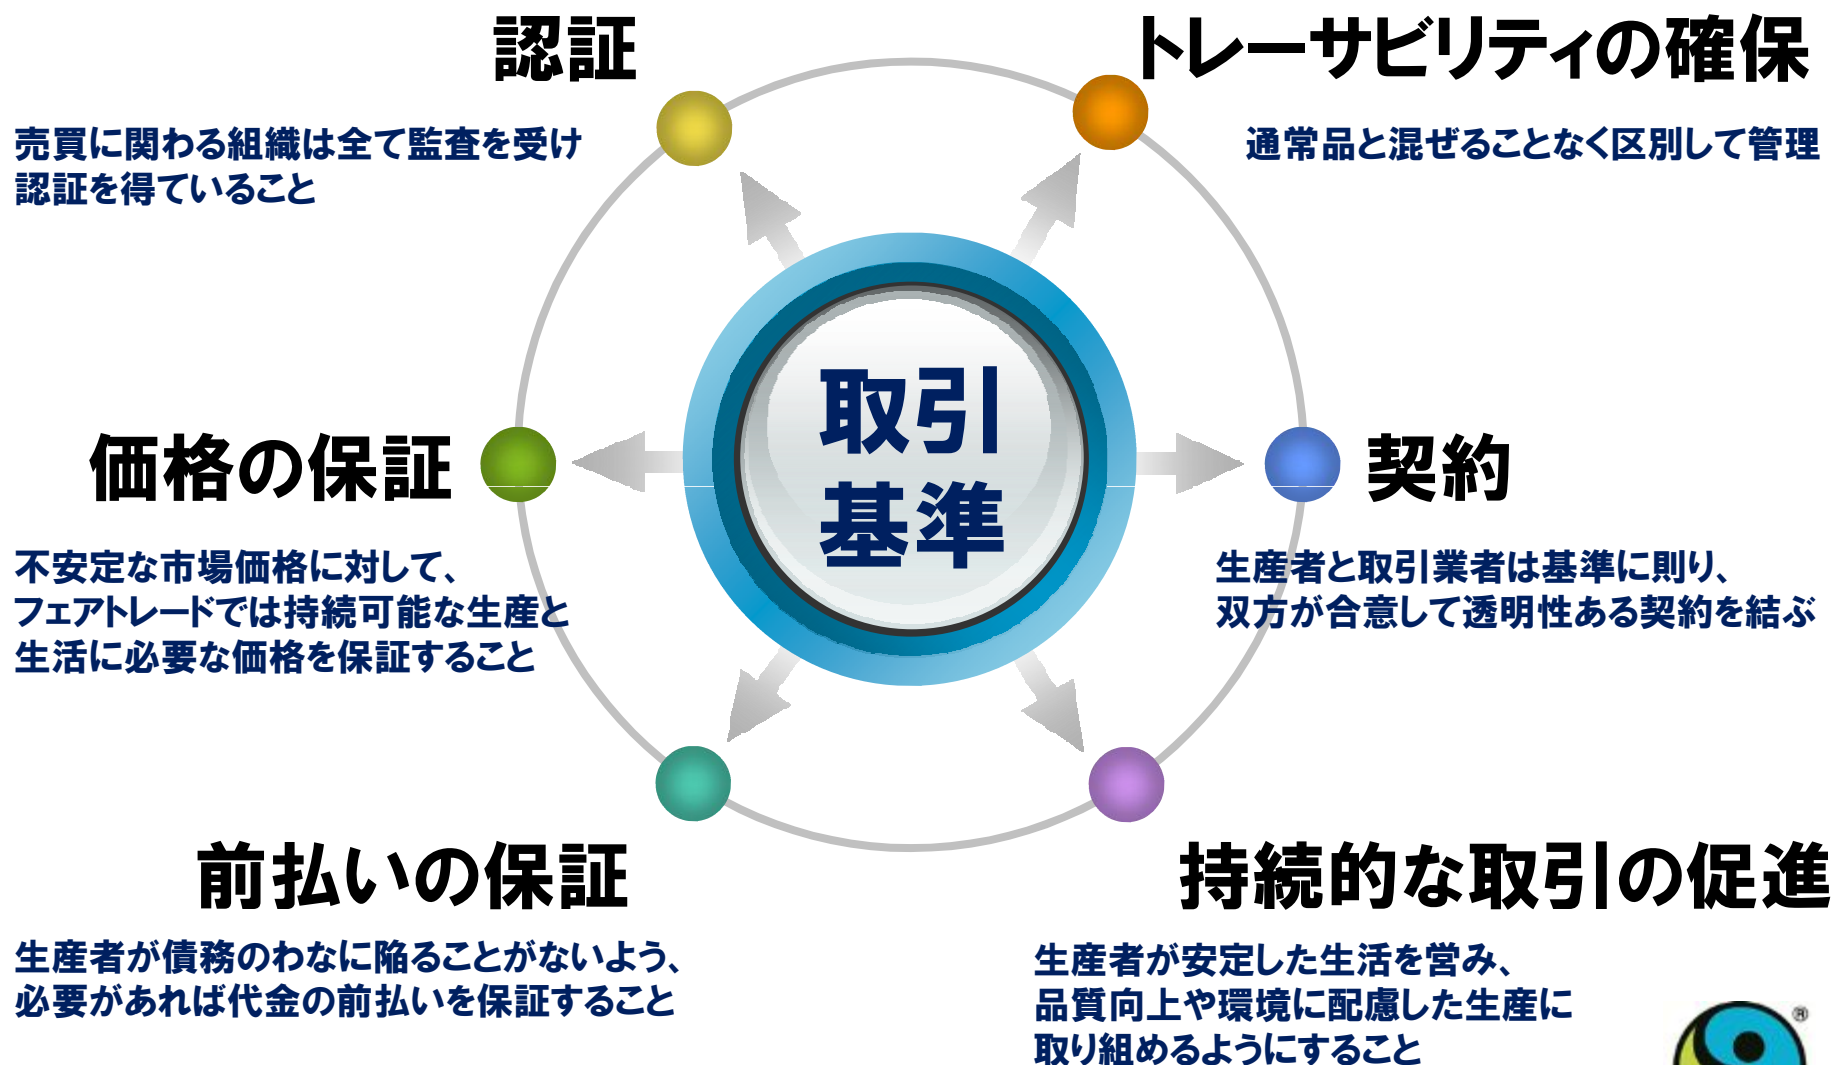 認証
売買に関わる組織は全て監査を受け
認証を得ていること
トレーサビリティの確保
通常品と混ぜることなく区別して管理
取引
基準
価格の保証
不安定な市場価格に対して、
フェアトレードでは持続可能な生産と
生活に必要な価格を保証すること
契約
生産者と取引業者は基準に則り、
双方が合意して透明性ある契約を結ぶ
前払いの保証
生産者が債務のわなに陥ることがないよう、
必要があれば代金の前払いを保証すること
持続的な取引の促進
生産者が安定した生活を営み、
品質向上や環境に配慮した生産に
取り組めるようにすること
®